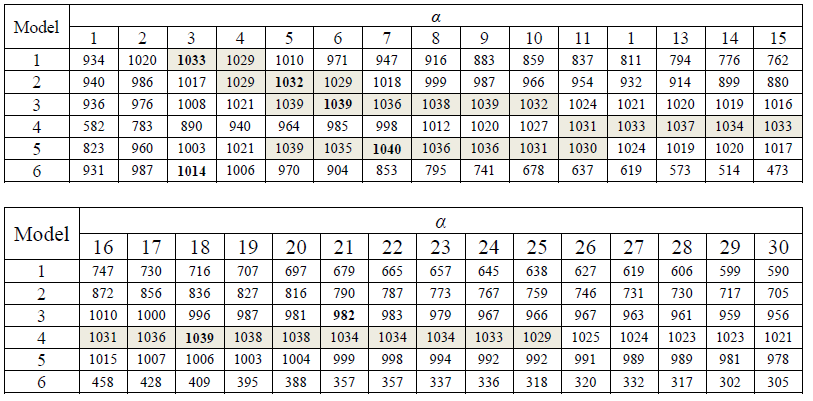 Model α
1 2 3 4 5 6 7 8 9 10 11 1 13 14 15
1 934 1020 1033 1029 1010 971 947 916 883 859 837 811 794 776 762
2 940 986 1017 1029 1032 1029 1018 999 987 966 954 932 914 899 880
3 936 976 1008 1021 1039 1039 1036 1038 1039 1032 1024 1021 1020 1019 1016
4 582 783 890 940 964 985 998 1012 1020 1027 1031 1033 1037 1034 1033
5 823 960 1003 1021 1039 1035 1040 1036 1036 1031 1030 1024 1019 1020 1017
6 931 987 1014 1006 970 904 853 795 741 678 637 619 573 514 473
Model α
16 17 18 19 20 21 22 23 24 25 26 27 28 29 30
1 747 730 716 707 697 679 665 657 645 638 627 619 606 599 590
2 872 856 836 827 816 790 787 773 767 759 746 731 730 717 705
3 1010 1000 996 987 981 982 983 979 967 966 967 963 961 959 956
4 1031 1036 1039 1038 1038 1034 1034 1034 1033 1029 1025 1024 1023 1023 1021
5 1015 1007 1006 1003 1004 999 998 994 992 992 991 989 989 981 978
6 458 428 409 395 388 357 357 337 336 318 320 332 317 302 305